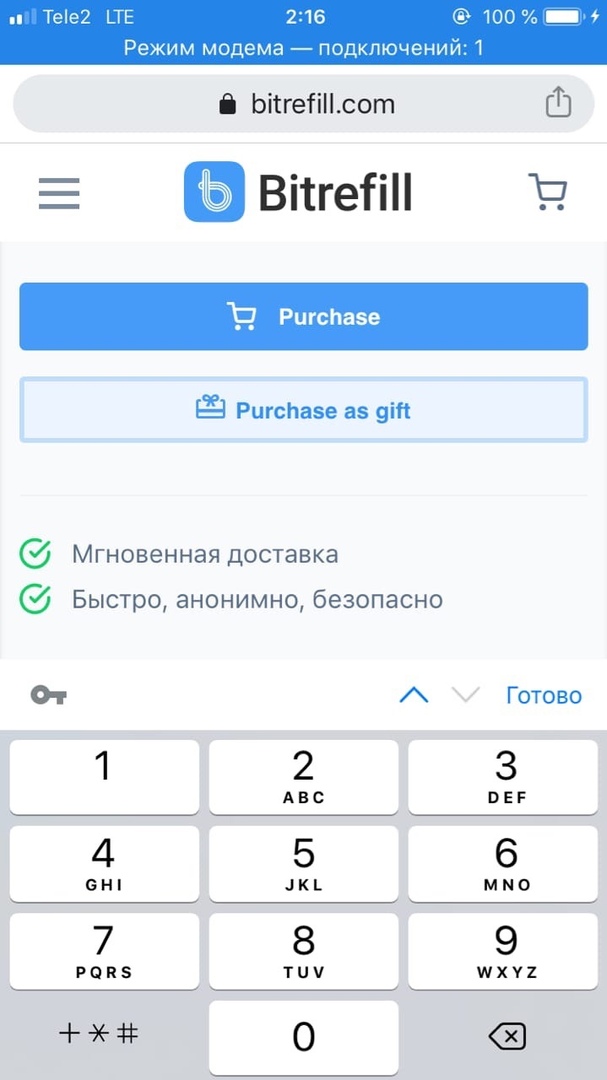 Tele2 LTE 2:16 100 %
Режим модема — подключений: 1
bitrefill.com
Bitrefill
Purchase
Purchase as gift
Мгновенная доставка
Быстро, анонимно, безопасно
Готово
1 2 3
ABC DEF
4 5 6
GHI JKL MNO
7 8 9
PQRS TUV WXYZ
+ * # 0